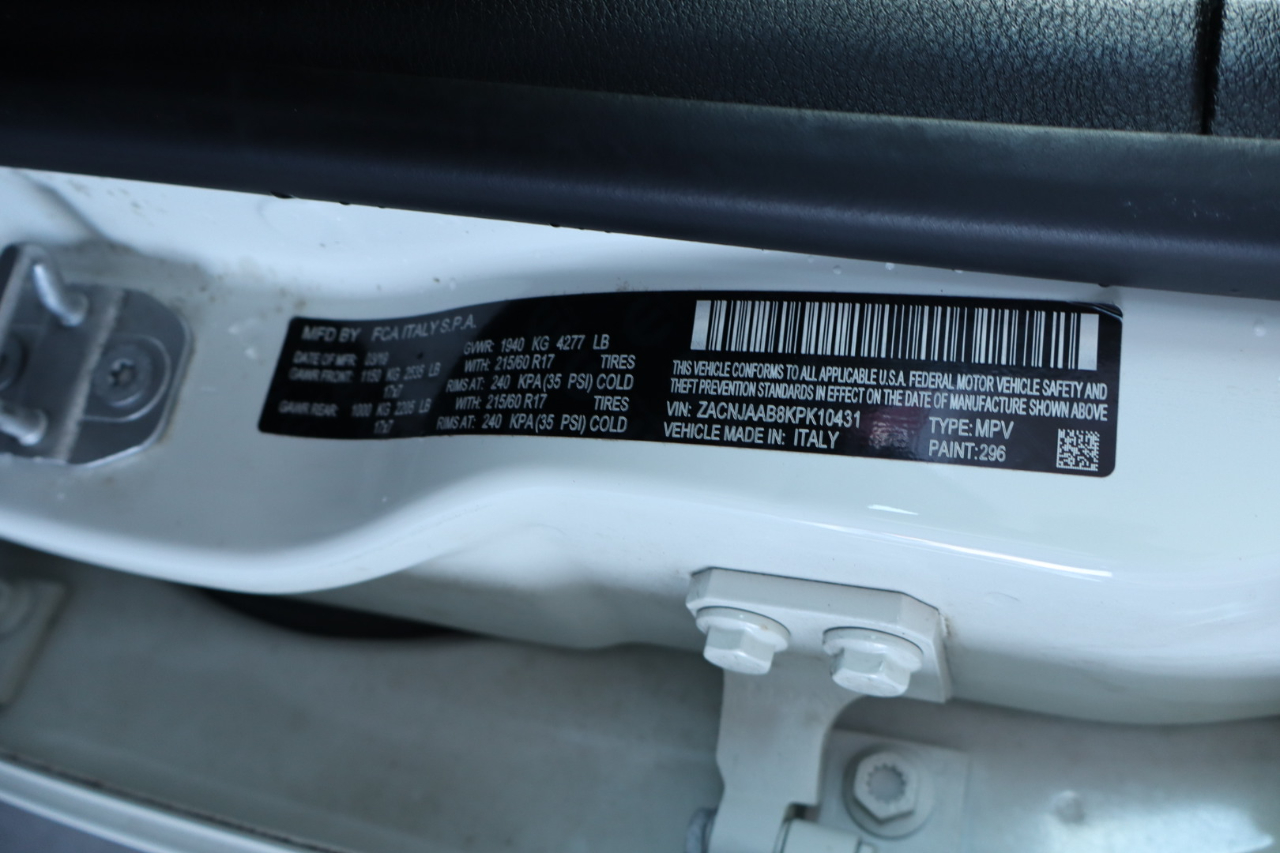 MFD BY FCA ITALY S.P.A.
DATE OF MFR: 03/19 GVWR: 1940 KG 4277 LB
GAWR FRONT: 1150 KG 2535 LB WITH: 215/60 R17 TIRES
17x7 RIMS AT: 240 KPA (35 PSI) COLD
GAWR REAR: 1000 KG 2205 LB WITH: 215/60 R17 TIRES
17x7 RIMS AT: 240 KPA (35 PSI) COLD
THIS VEHICLE CONFORMS TO ALL APPLICABLE U.S.A. FEDERAL MOTOR VEHICLE SAFETY AND
THEFT PREVENTION STANDARDS IN EFFECT ON THE DATE OF MANUFACTURE SHOWN ABOVE
VIN: ZACNJAAB8KPK10431 TYPE: MPV
VEHICLE MADE IN: ITALY PAINT: 296